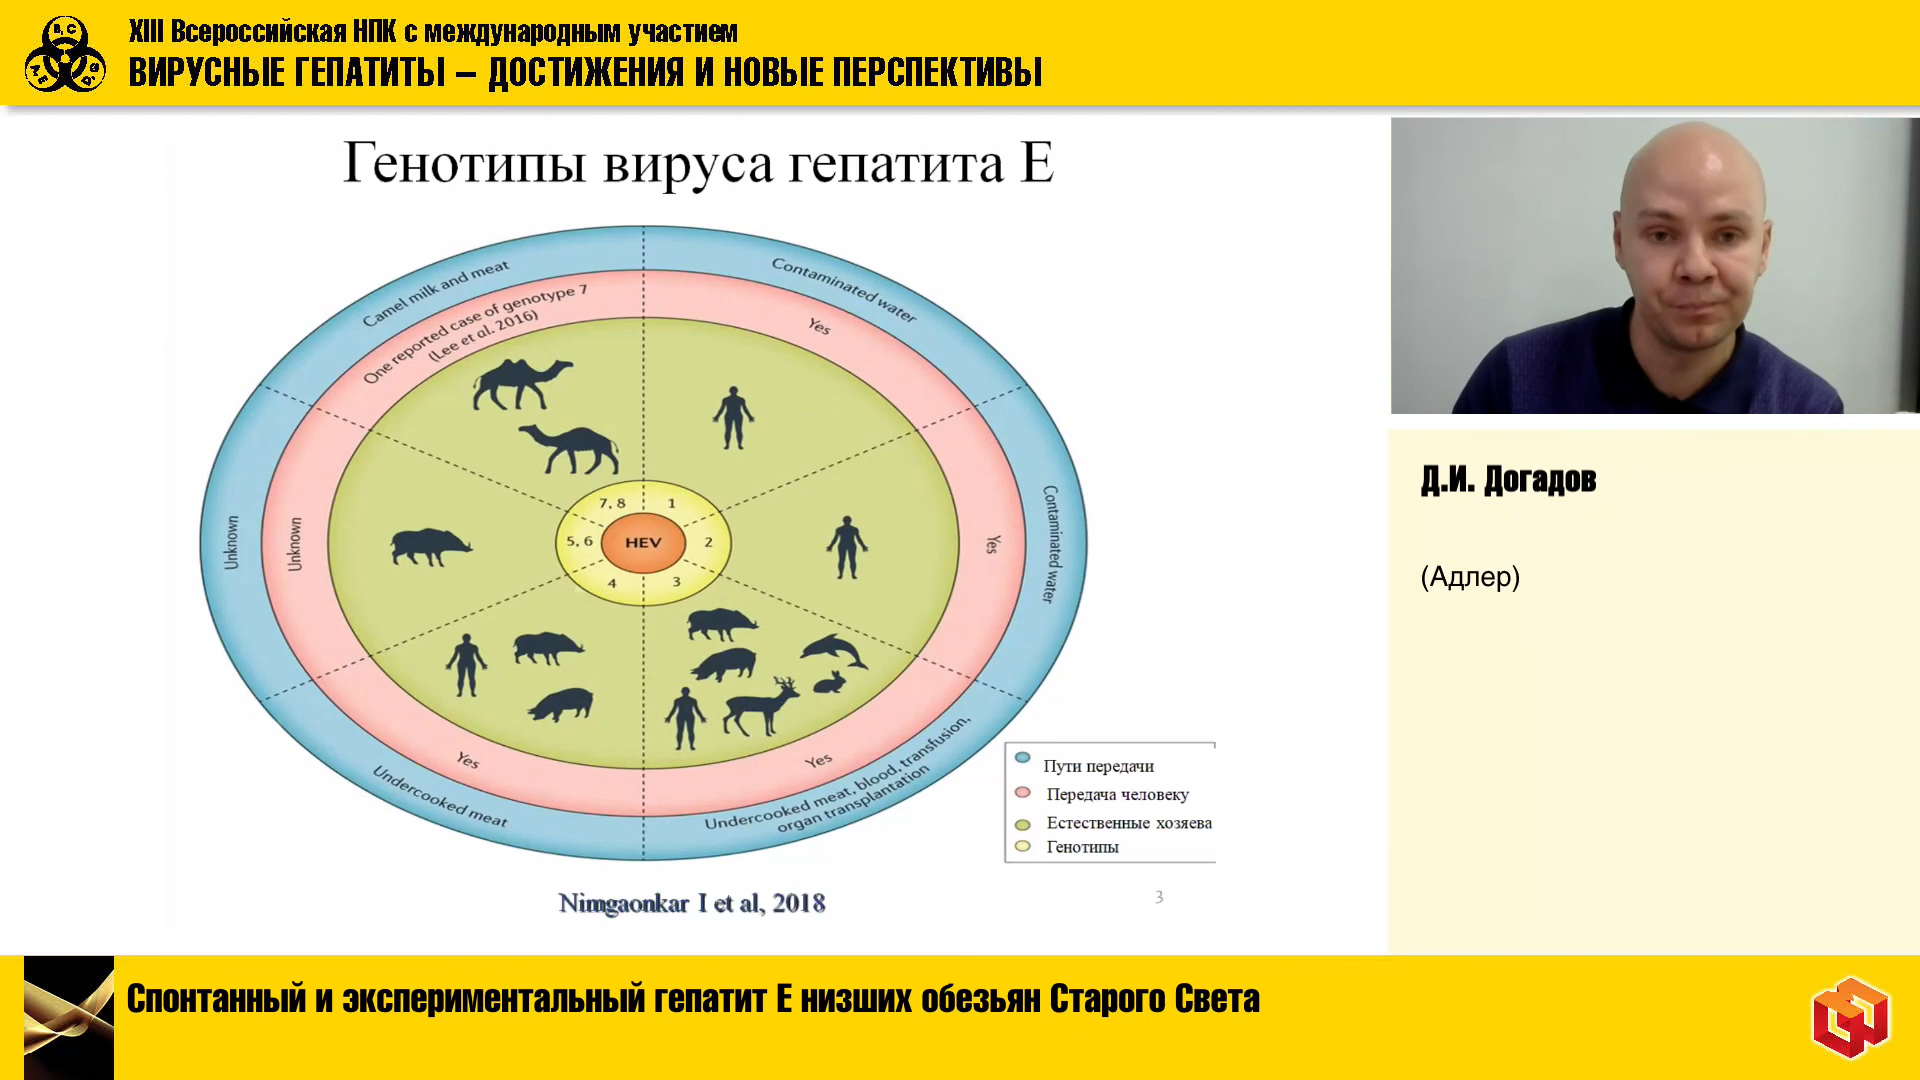 XIII Всероссийская НПК с международным участием
ВИРУСНЫЕ ГЕПАТИТЫ – ДОСТИЖЕНИЯ И НОВЫЕ ПЕРСПЕКТИВЫ
B, C
Генотипы вируса гепатита Е
Camel milk and meat
Contaminated water
One reported case of genotype 7
(Lee et al. 2016)
Yes
7, 8
1
5, 6
HEV
2
4
3
Unknown
Unknown
Yes
Contaminated water
Yes
Undercooked meat
Yes
Undercooked meat, blood, transfusion,
organ transplantation
Пути передачи
Передача человеку
Естественные хозяева
Генотипы
Nimgaonkar I et al, 2018
3
Д.И. Догадов
(Адлер)
Спонтанный и экспериментальный гепатит Е низших обезьян Старого Света